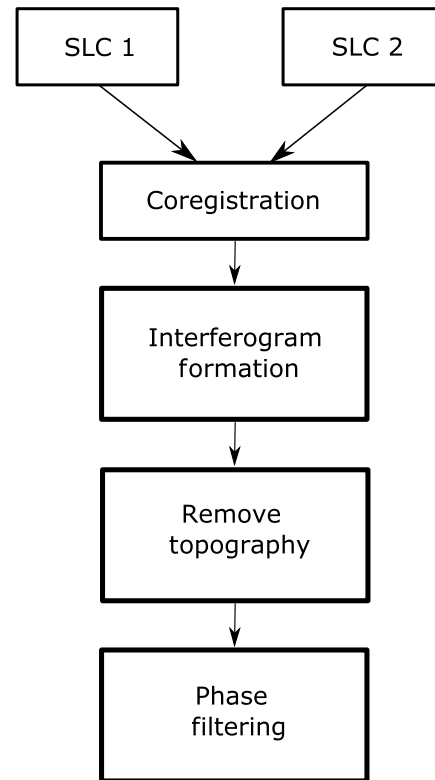 SLC 1
SLC 2
Coregistration
Interferogram
formation
Remove
topography
Phase
filtering